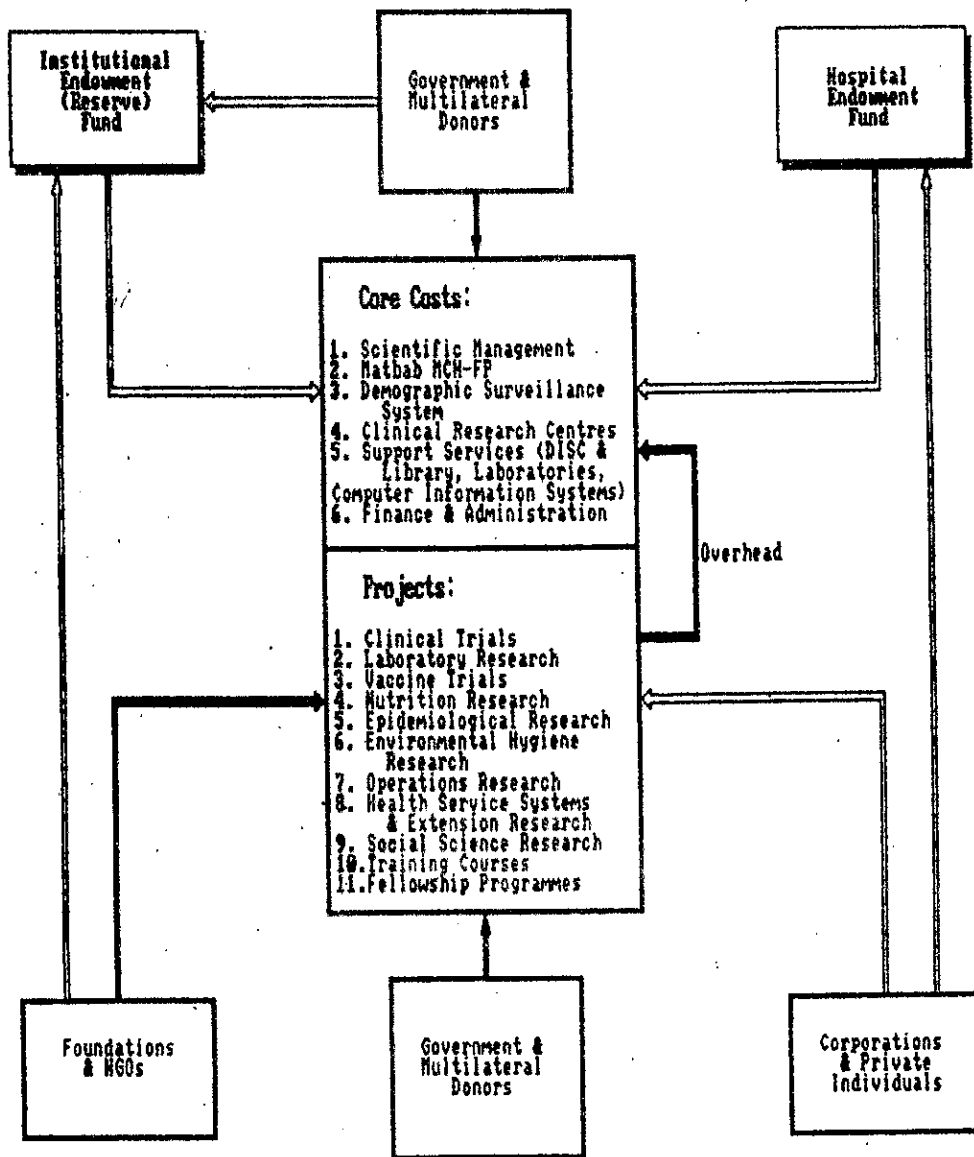 Institutional
Endowment
(Reserve)
Fund
Government &
Multilateral
Donors
Hospital
Endowment
Fund
Core Costs:
1. Scientific Management
2. Matbab MCH-FP
3. Demographic Surveillance
System
4. Clinical Research Centres
5. Support Services (DISC &
Library, Laboratories,
Computer Information Systems)
6. Finance & Administration
Overhead
Projects:
1. Clinical Trials
2. Laboratory Research
3. Vaccine Trials
4. Nutrition Research
5. Epidemiological Research
6. Environmental Hygiene
Research
7. Operations Research
8. Health Service Systems
& Extension Research
9. Social Science Research
10.Training Courses
11.Fellowship Programmes
Foundations
& NGOs
Government &
Multilateral
Donors
Corporations
& Private
Individuals